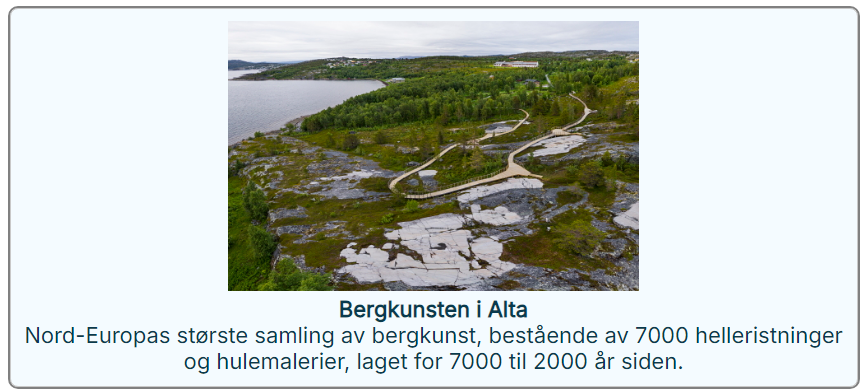 Bergkunsten i Alta
Nord-Europas største samling av bergkunst, bestående av 7000 helleristninger
og hulemalerier, laget for 7000 til 2000 år siden.